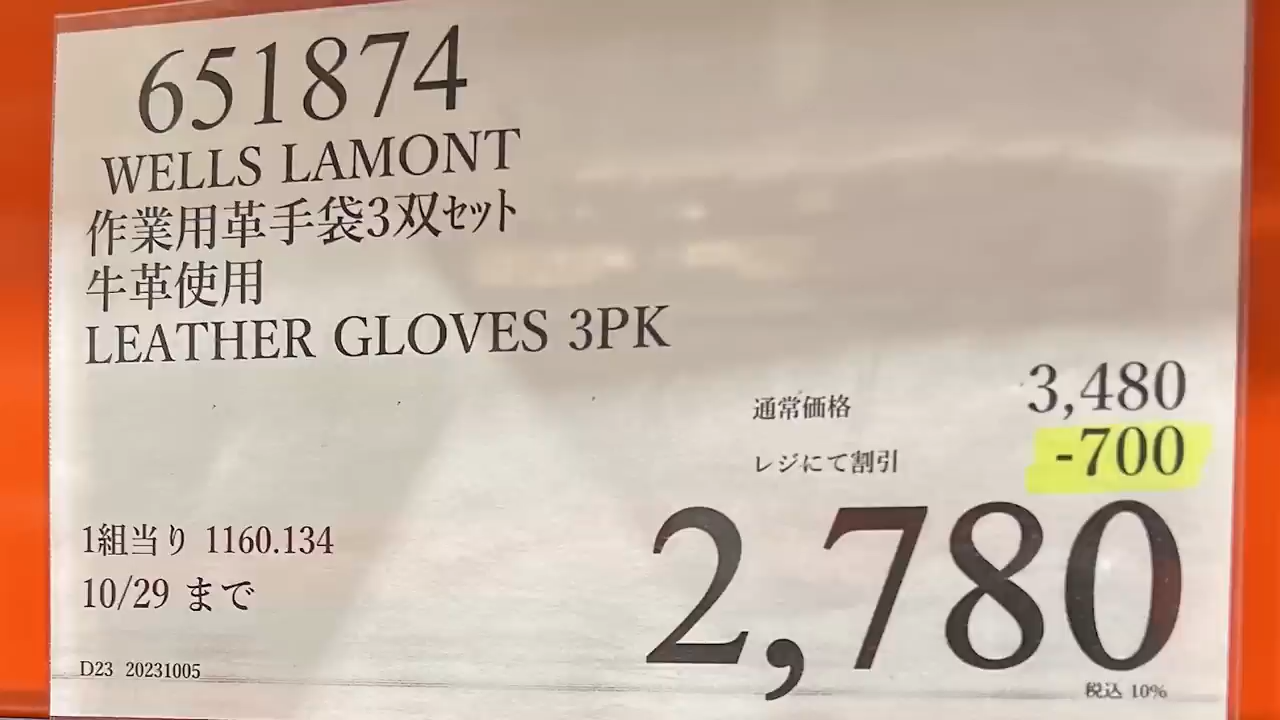 651874
WELLS LAMONT
作業用革手袋3双ｾｯﾄ
牛革使用
LEATHER GLOVES 3PK
通常価格 3,480
レジにて割引 -700
2,780
1組当り 1160.134
10/29 まで
D23 20231005
税込 10%